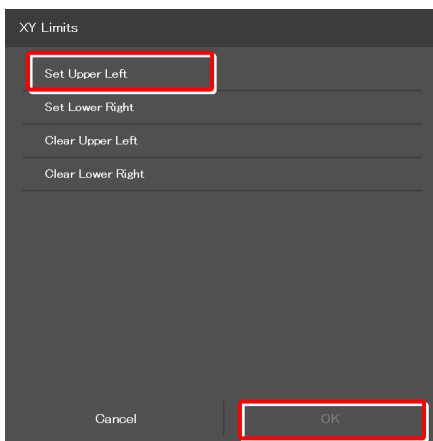 XY Limits
Set Upper Left
Set Lower Right
Clear Upper Left
Clear Lower Right
Cancel
OK